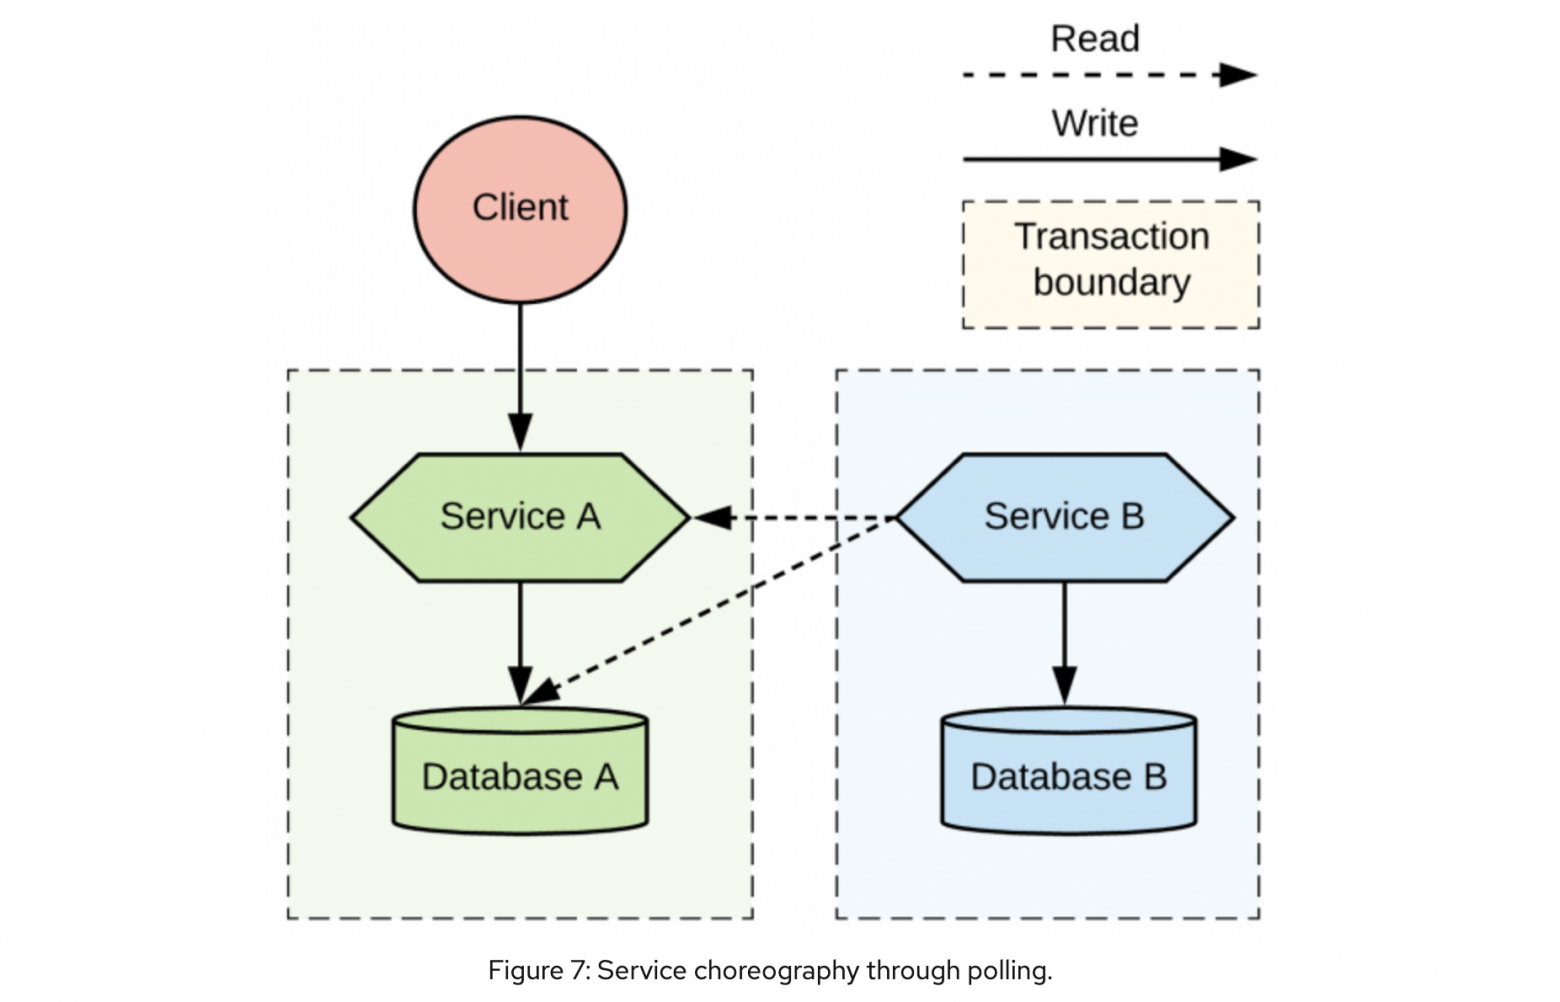 Read
Write
Transaction
boundary
Client
Service A
Service B
Database A
Database B
Figure 7: Service choreography through polling.